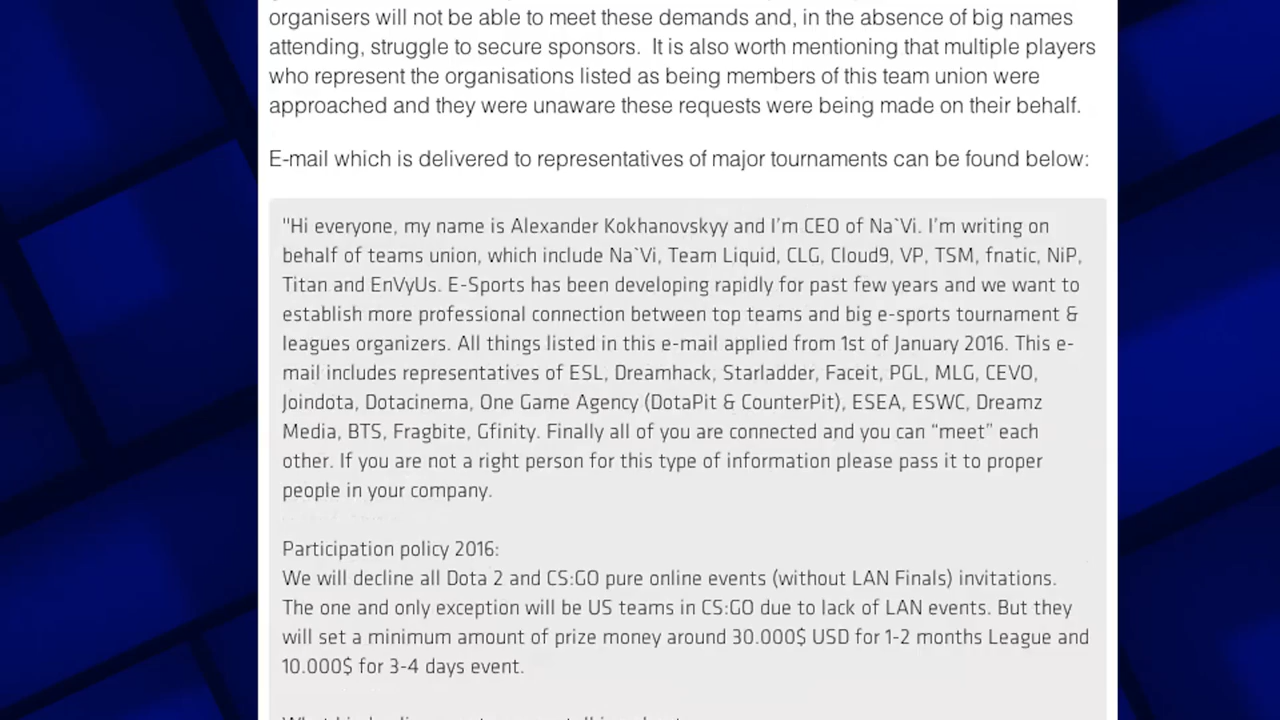 organisers will not be able to meet these demands and, in the absence of big names
attending, struggle to secure sponsors.  It is also worth mentioning that multiple players
who represent the organisations listed as being members of this team union were
approached and they were unaware these requests were being made on their behalf.
E-mail which is delivered to representatives of major tournaments can be found below:
"Hi everyone, my name is Alexander Kokhanovskyy and I'm CEO of Na`Vi. I'm writing on
behalf of teams union, which include Na`Vi, Team Liquid, CLG, Cloud9, VP, TSM, fnatic, NiP,
Titan and EnVyUs. E-Sports has been developing rapidly for past few years and we want to
establish more professional connection between top teams and big e-sports tournament &
leagues organizers. All things listed in this e-mail applied from 1st of January 2016. This e-
mail includes representatives of ESL, Dreamhack, Starladder, Faceit, PGL, MLG, CEVO,
Joindota, Dotacinema, One Game Agency (DotaPit & CounterPit), ESEA, ESWC, Dreamz
Media, BTS, Fragbite, Gfinity. Finally all of you are connected and you can “meet” each
other. If you are not a right person for this type of information please pass it to proper
people in your company.
Participation policy 2016:
We will decline all Dota 2 and CS:GO pure online events (without LAN Finals) invitations.
The one and only exception will be US teams in CS:GO due to lack of LAN events. But they
will set a minimum amount of prize money around 30.000$ USD for 1-2 months League and
10.000$ for 3-4 days event.